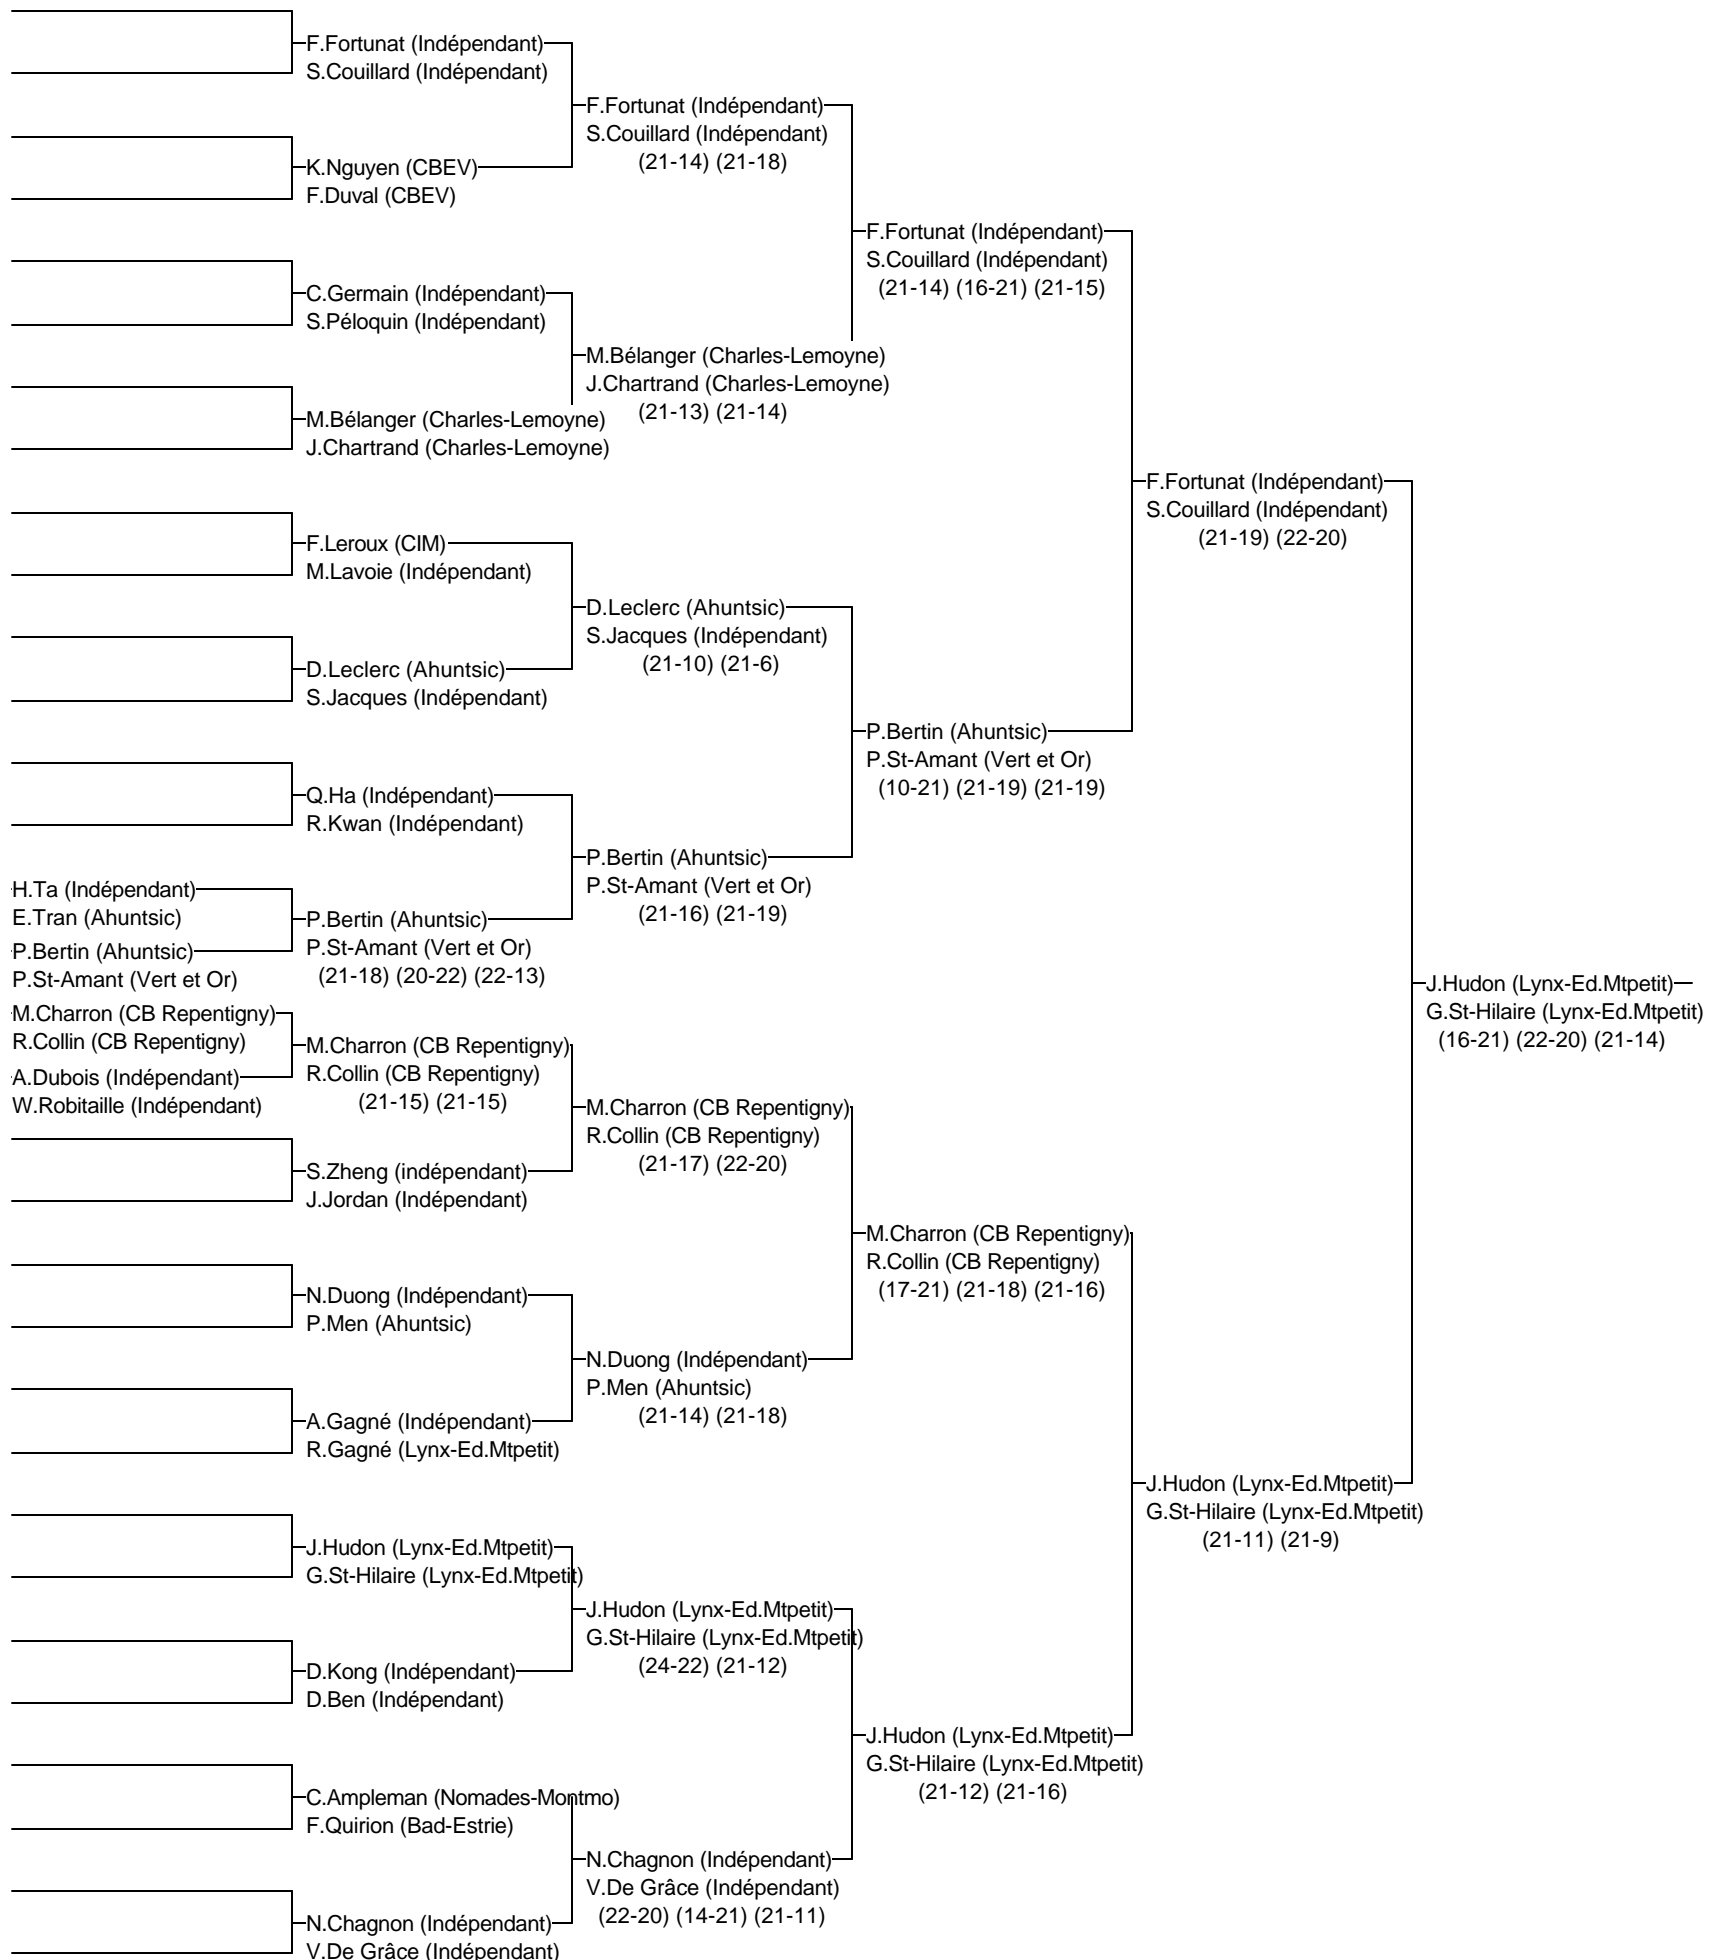 F.Fortunat (Indépendant)
S.Couillard (Indépendant)
K.Nguyen (CBEV)
F.Duval (CBEV)
C.Germain (Indépendant)
S.Péloquin (Indépendant)
M.Bélanger (Charles-Lemoyne)
J.Chartrand (Charles-Lemoyne)
F.Leroux (CIM)
M.Lavoie (Indépendant)
D.Leclerc (Ahuntsic)
S.Jacques (Indépendant)
Q.Ha (Indépendant)
R.Kwan (Indépendant)
H.Ta (Indépendant)
E.Tran (Ahuntsic)
P.Bertin (Ahuntsic)
P.St-Amant (Vert et Or)
P.Bertin (Ahuntsic)
P.St-Amant (Vert et Or)
(21-18) (20-22) (22-13)
M.Charron (CB Repentigny)
R.Collin (CB Repentigny)
A.Dubois (Indépendant)
W.Robitaille (Indépendant)
M.Charron (CB Repentigny)
R.Collin (CB Repentigny)
(21-15) (21-15)
S.Zheng (indépendant)
J.Jordan (Indépendant)
N.Duong (Indépendant)
P.Men (Ahuntsic)
A.Gagné (Indépendant)
R.Gagné (Lynx-Ed.Mtpetit)
J.Hudon (Lynx-Ed.Mtpetit)
G.St-Hilaire (Lynx-Ed.Mtpetit)
D.Kong (Indépendant)
D.Ben (Indépendant)
C.Ampleman (Nomades-Montmo)
F.Quirion (Bad-Estrie)
N.Chagnon (Indépendant)
V.De Grâce (Indépendant)
F.Fortunat (Indépendant)
S.Couillard (Indépendant)
(21-14) (21-18)
M.Bélanger (Charles-Lemoyne)
J.Chartrand (Charles-Lemoyne)
(21-13) (21-14)
D.Leclerc (Ahuntsic)
S.Jacques (Indépendant)
(21-10) (21-6)
P.Bertin (Ahuntsic)
P.St-Amant (Vert et Or)
(21-16) (21-19)
M.Charron (CB Repentigny)
R.Collin (CB Repentigny)
(21-17) (22-20)
N.Duong (Indépendant)
P.Men (Ahuntsic)
(21-14) (21-18)
J.Hudon (Lynx-Ed.Mtpetit)
G.St-Hilaire (Lynx-Ed.Mtpetit)
(24-22) (21-12)
N.Chagnon (Indépendant)
V.De Grâce (Indépendant)
(22-20) (14-21) (21-11)
F.Fortunat (Indépendant)
S.Couillard (Indépendant)
(21-14) (16-21) (21-15)
P.Bertin (Ahuntsic)
P.St-Amant (Vert et Or)
(10-21) (21-19) (21-19)
M.Charron (CB Repentigny)
R.Collin (CB Repentigny)
(17-21) (21-18) (21-16)
J.Hudon (Lynx-Ed.Mtpetit)
G.St-Hilaire (Lynx-Ed.Mtpetit)
(21-12) (21-16)
F.Fortunat (Indépendant)
S.Couillard (Indépendant)
(21-19) (22-20)
J.Hudon (Lynx-Ed.Mtpetit)
G.St-Hilaire (Lynx-Ed.Mtpetit)
(21-11) (21-9)
J.Hudon (Lynx-Ed.Mtpetit)
G.St-Hilaire (Lynx-Ed.Mtpetit)
(16-21) (22-20) (21-14)